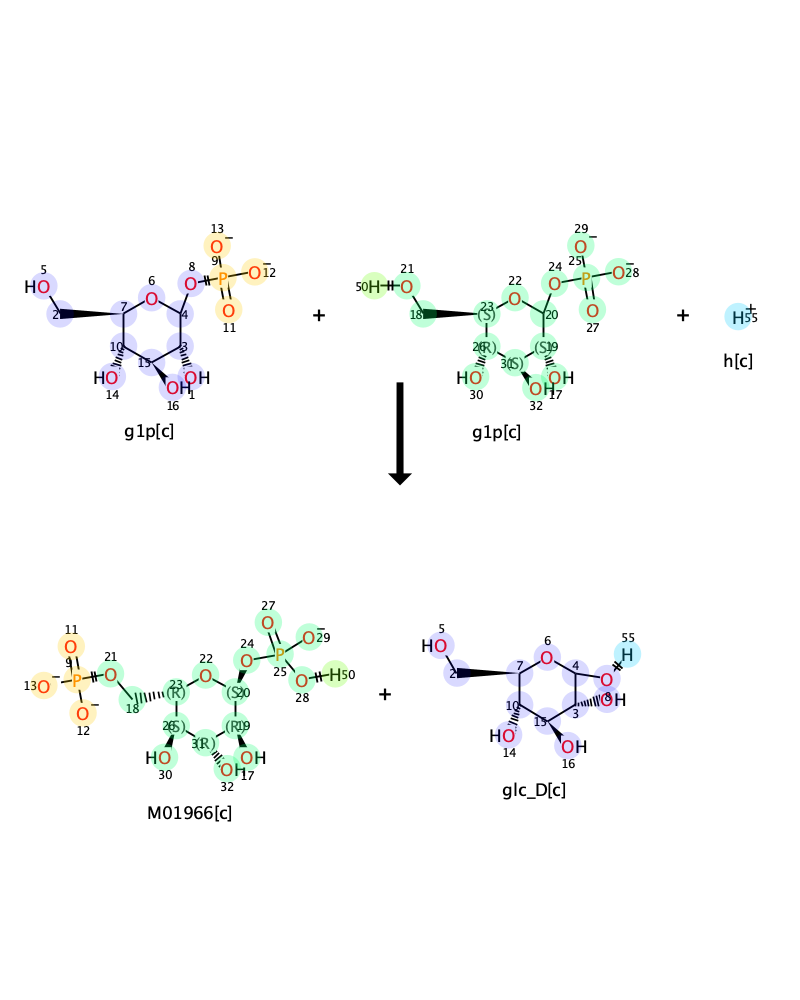 13
29
5 8 9 O− 21 24 25 O−
HO 6 O P O− 12 50 H O 22 O P O− 28
2 7 4 O 18 (S) 23 20 O H+ 55
11 27
10 3 26 (R) (S) 19
15 31 (S) h[c]
HO OH HO OH
14 OH 1 30 OH 17
16 32
+ +
g1p[c] g1p[c]
27
11 O 29
O 21 24 O−
9 O 22 O P H 50
13 O− P 23 O 25 O
O− 18 (R) (S) 20 28
12 26 (S) (R) 19
31 (R)
HO OH
30 OH 17
32
M01966[c]
+
55
5 6 H
HO 7 O 4 O
2 8
10 3 OH
15
HO OH
14 16
glc_D[c]